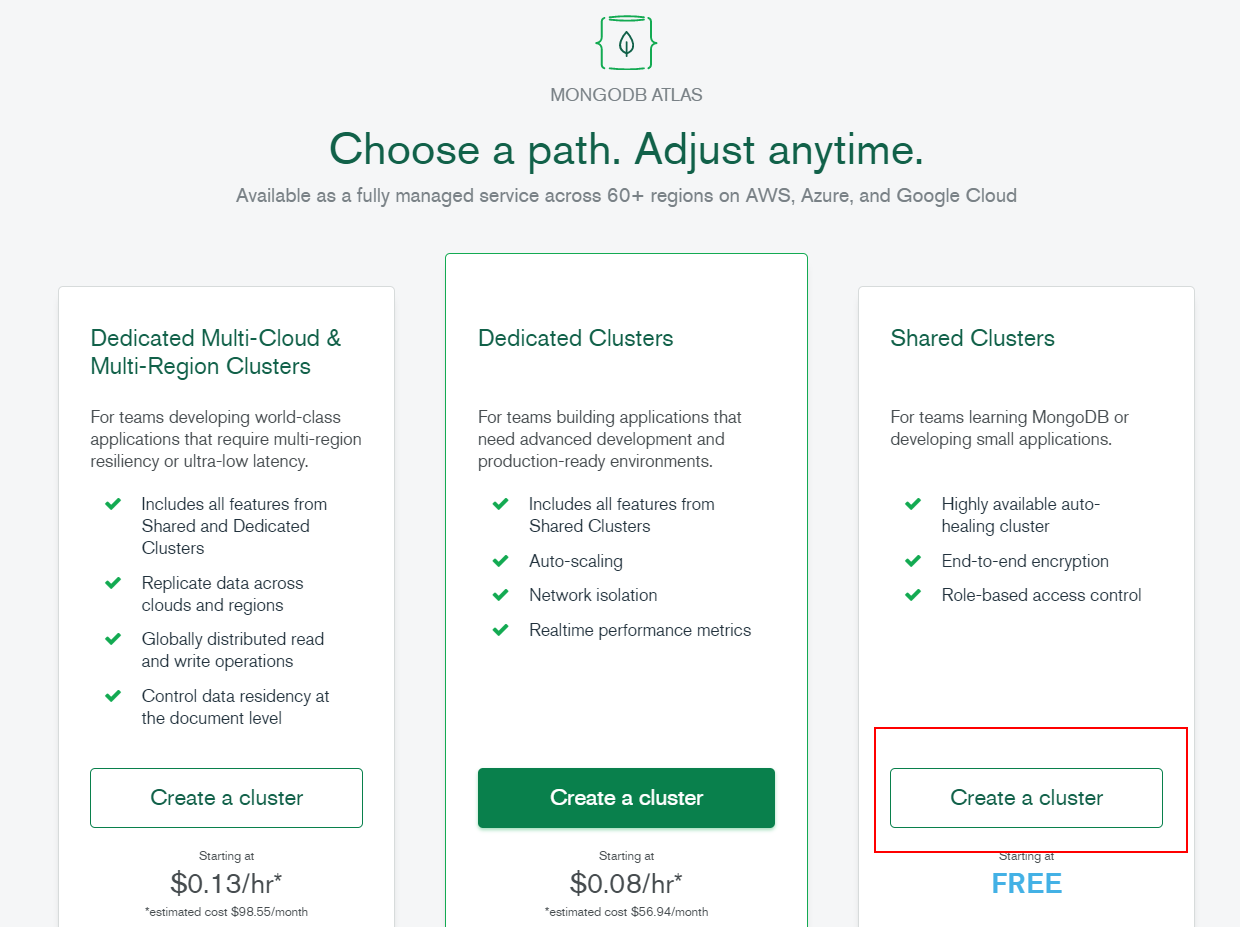 MONGODB ATLAS
Choose a path. Adjust anytime.
Available as a fully managed service across 60+ regions on AWS, Azure, and Google Cloud
Dedicated Multi-Cloud &
Multi-Region Clusters
For teams developing world-class
applications that require multi-region
resiliency or ultra-low latency.
Includes all features from
Shared and Dedicated
Clusters
Replicate data across
clouds and regions
Globally distributed read
and write operations
Control data residency at
the document level
Create a cluster
Starting at
$0.13/hr*
*estimated cost $98.55/month
Dedicated Clusters
For teams building applications that
need advanced development and
production-ready environments.
Includes all features from
Shared Clusters
Auto-scaling
Network isolation
Realtime performance metrics
Create a cluster
Starting at
$0.08/hr*
*estimated cost $56.94/month
Shared Clusters
For teams learning MongoDB or
developing small applications.
Highly available auto-
healing cluster
End-to-end encryption
Role-based access control
Create a cluster
Starting at
FREE